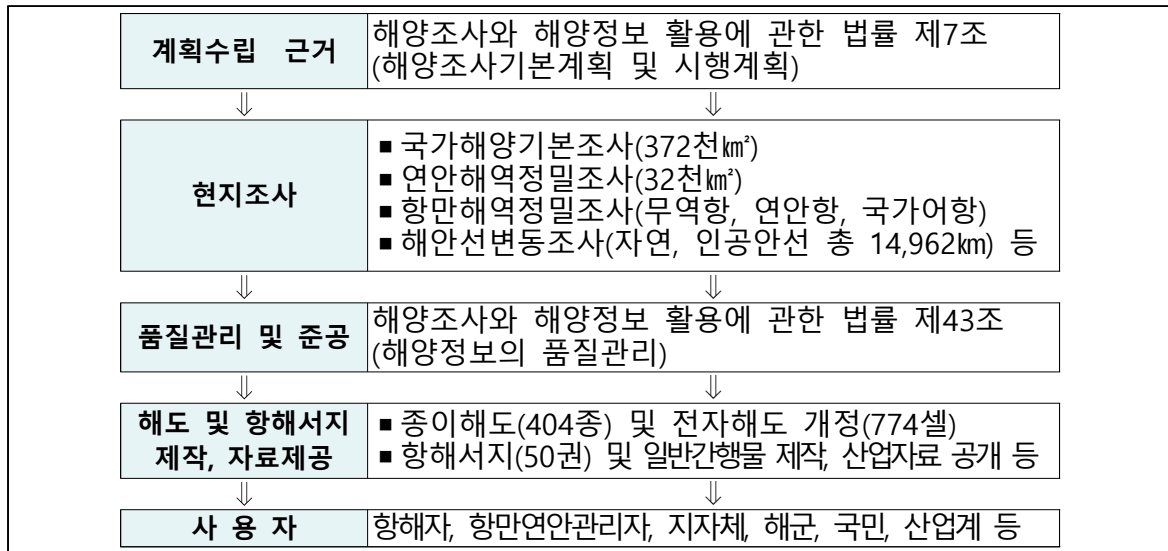 계획수립 근거
해양조사와 해양정보 활용에 관한 법률 제7조
(해양조사기본계획 및 시행계획)
⇓ ⇓
현지조사
▪국가해양기본조사(372천㎢)
▪연안해역정밀조사(32천㎢)
▪항만해역정밀조사(무역항, 연안항, 국가어항)
▪해안선변동조사(자연, 인공안선 총 14,962㎞) 등
⇓ ⇓
품질관리 및 준공
해양조사와 해양정보 활용에 관한 법률 제43조
(해양정보의 품질관리)
⇓ ⇓
해도 및 항해서지
제작, 자료제공
▪종이해도(404종) 및 전자해도 개정(774셀)
▪항해서지(50권) 및 일반간행물 제작, 산업자료 공개 등
⇓ ⇓
사 용 자
항해자, 항만연안관리자, 지자체, 해군, 국민, 산업계 등